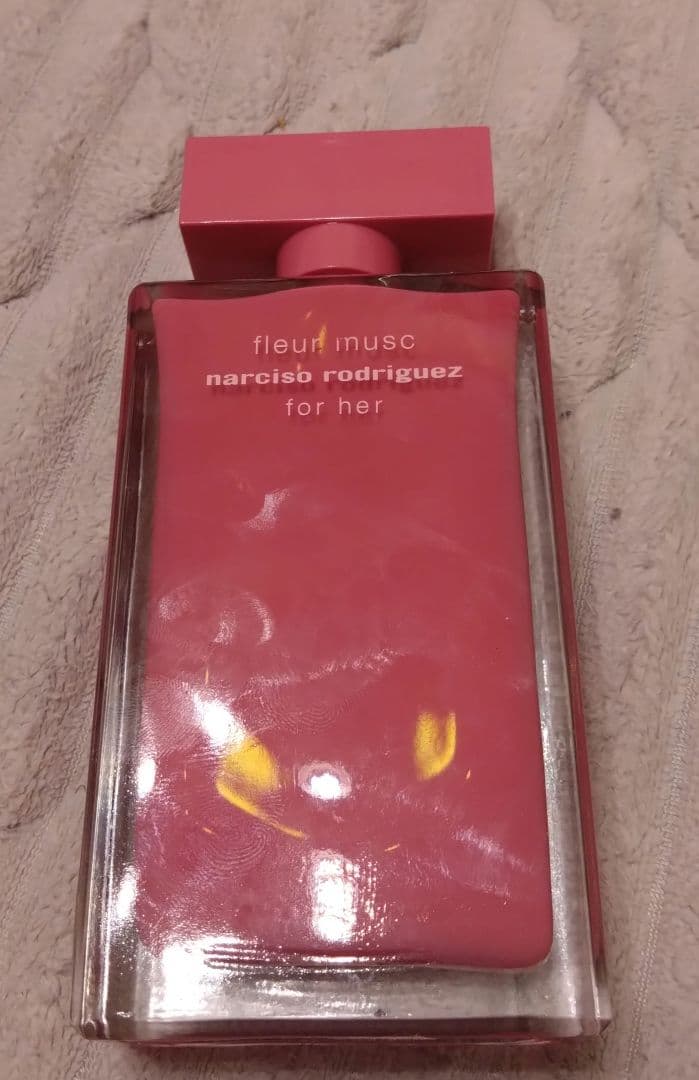 fleur musc
narciso rodriguez
for her